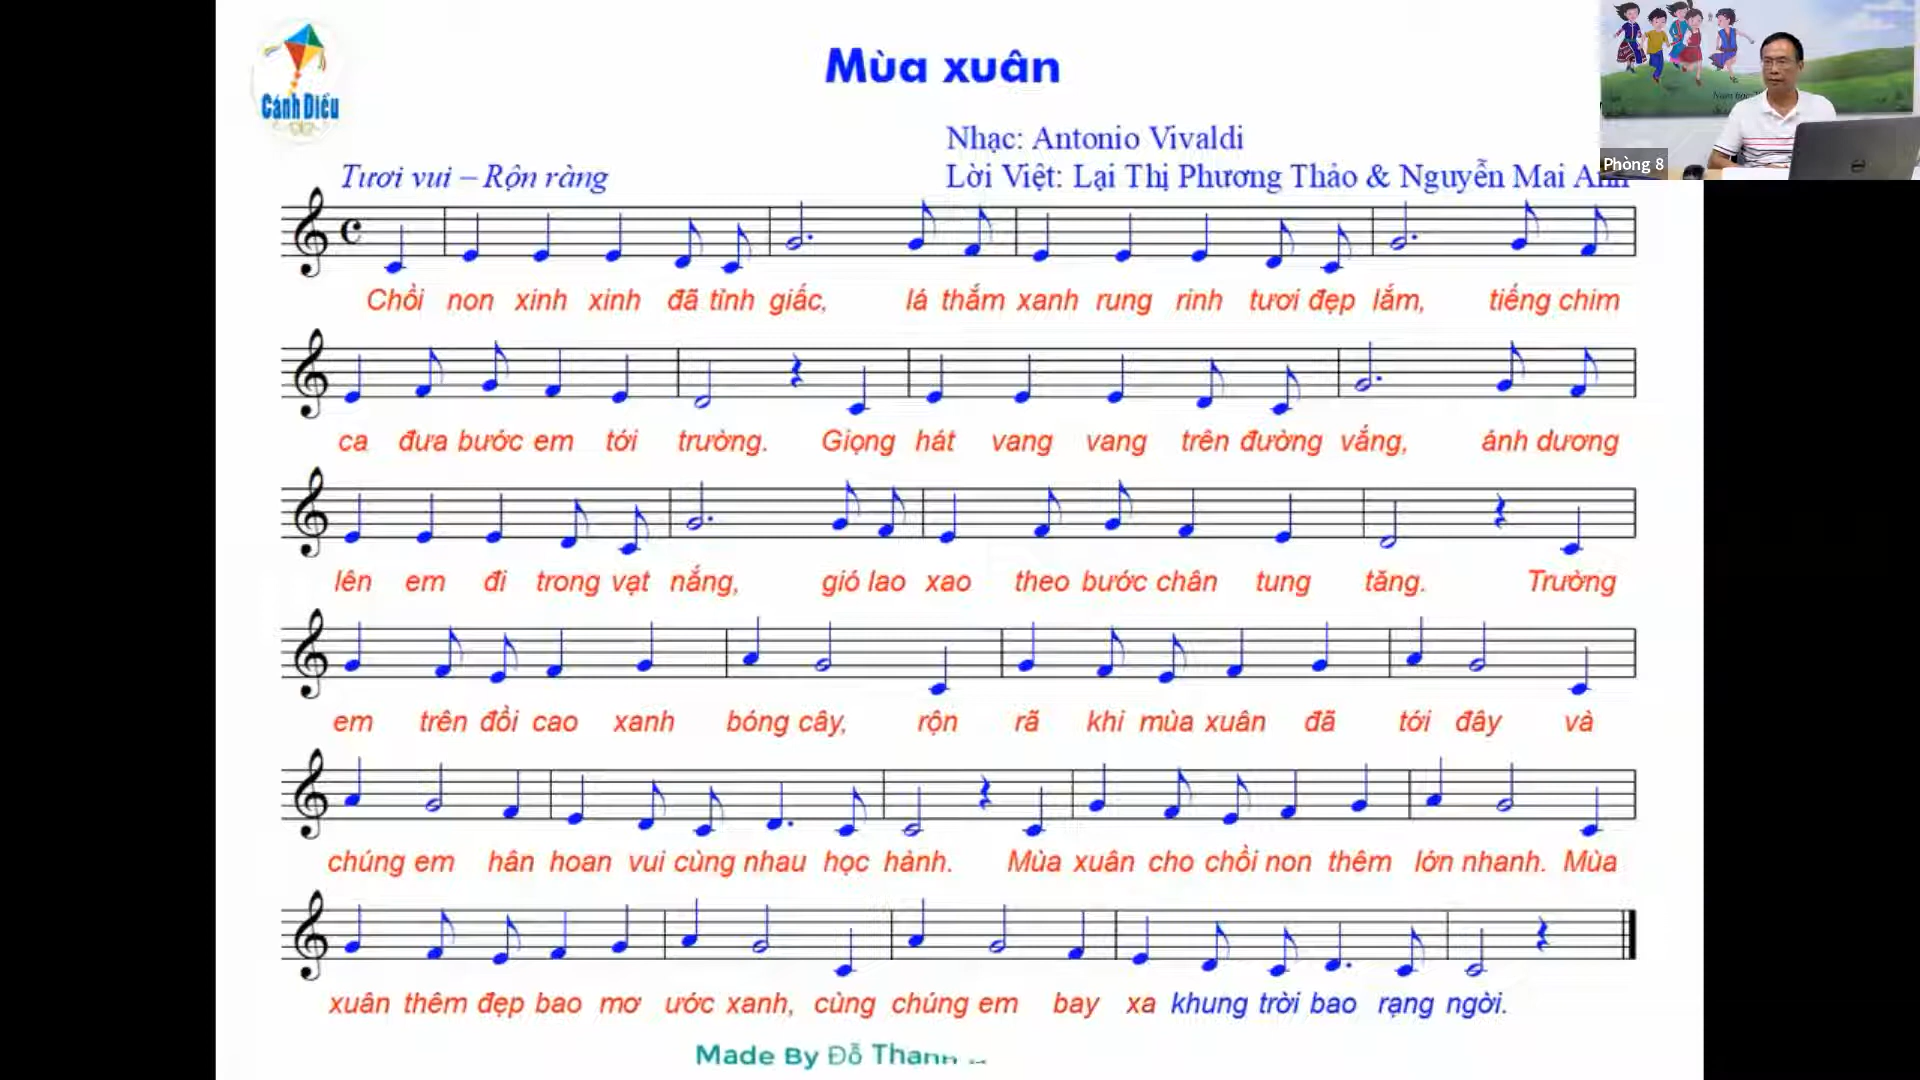 Cánh Diều
Mùa xuân
Nhạc: Antonio Vivaldi
Tươi vui – Rộn ràng
Lời Việt: Lại Thị Phương Thảo & Nguyễn Mai Anh
Phòng 8
Chồi non xinh xinh đã tỉnh giấc, lá thắm xanh rung rinh tươi đẹp lắm, tiếng chim
ca đưa bước em tới trường. Giọng hát vang vang trên đường vắng, ánh dương
lên em đi trong vạt nắng, gió lao xao theo bước chân tung tăng. Trường
em trên đồi cao xanh bóng cây, rộn rã khi mùa xuân đã tới đây và
chúng em hân hoan vui cùng nhau học hành. Mùa xuân cho chồi non thêm lớn nhanh. Mùa
xuân thêm đẹp bao mơ ước xanh, cùng chúng em bay xa khung trời bao rạng ngời.
Made By Đỗ Thanh